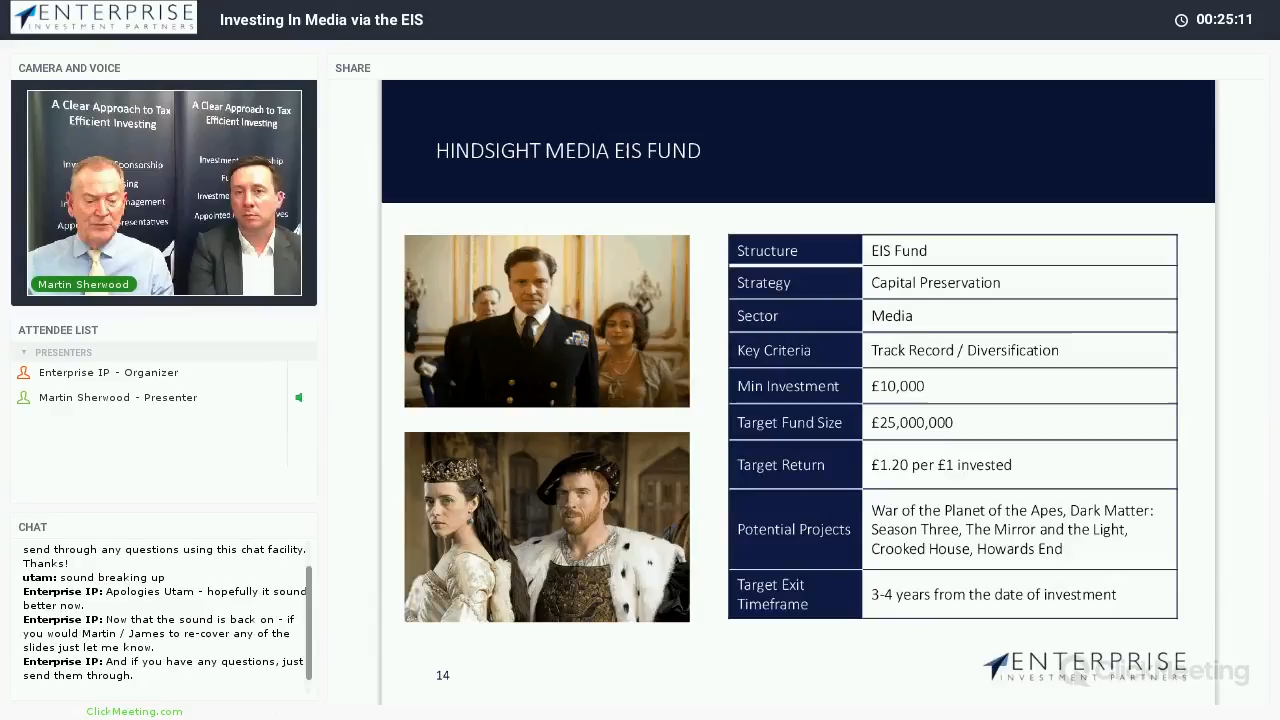 ENTERPRISE
INVESTMENT PARTNERS
Investing In Media via the EIS
00:25:11
CAMERA AND VOICE
A Clear Approach to Tax
Efficient Investing
A Clear Approach to Tax
Efficient Investing
Martin Sherwood
ATTENDEE LIST
PRESENTERS
Enterprise IP - Organizer
Martin Sherwood - Presenter
CHAT
send through any questions using this chat facility.
Thanks!
utam: sound breaking up
Enterprise IP: Apologies Utam - hopefully it sound
better now.
Enterprise IP: Now that the sound is back on - if
you would Martin / James to re-cover any of the
slides just let me know.
Enterprise IP: And if you have any questions, just
send them through.
ClickMeeting.com
SHARE
HINDSIGHT MEDIA EIS FUND
Structure EIS Fund
Strategy Capital Preservation
Sector Media
Key Criteria Track Record / Diversification
Min Investment £10,000
Target Fund Size £25,000,000
Target Return £1.20 per £1 invested
Potential Projects War of the Planet of the Apes, Dark Matter:
Season Three, The Mirror and the Light,
Crooked House, Howards End
Target Exit
Timeframe 3-4 years from the date of investment
14
ENTERPRISE
INVESTMENT PARTNERS
ClickMeeting